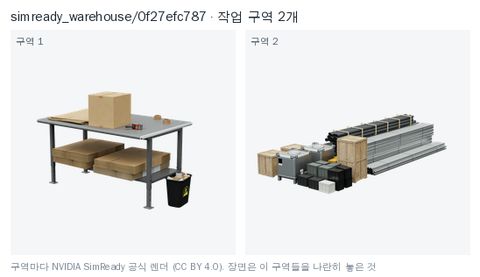 simready_warehouse/0f27efc787 · 작업 구역 2개
구역 1
구역 2
구역마다 NVIDIA SimReady 공식 렌더 (CC BY 4.0). 장면은 이 구역들을 나란히 놓은 것